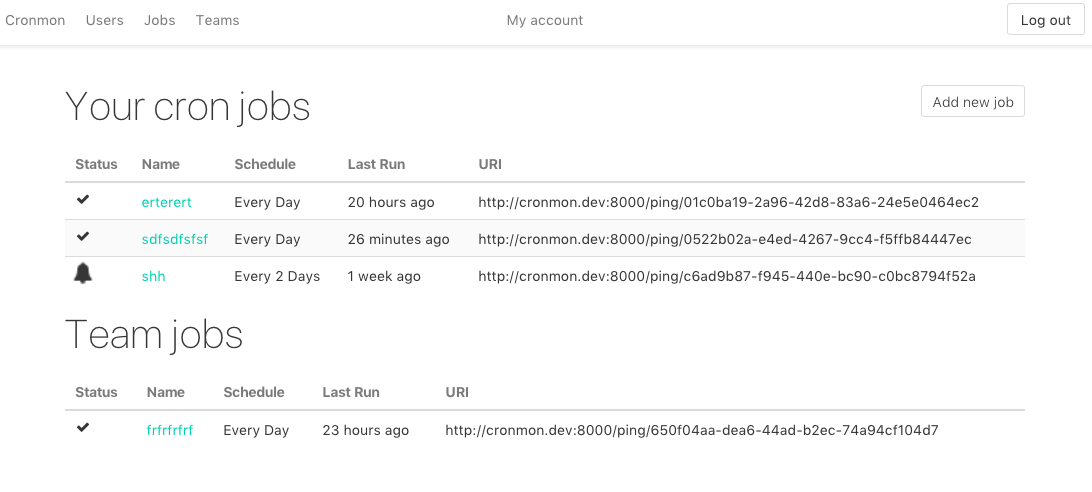 Cronmon Users Jobs Teams My account Log out
Your cron jobs Add new job
Status Name Schedule Last Run URI
erterert Every Day 20 hours ago http://cronmon.dev:8000/ping/01c0ba19-2a96-42d8-83a6-24e5e0464ec2
sdfsdfsfsf Every Day 26 minutes ago http://cronmon.dev:8000/ping/0522b02a-e4ed-4267-9cc4-f5ffb84447ec
shh Every 2 Days 1 week ago http://cronmon.dev:8000/ping/c6ad9b87-f945-440e-bc90-c0bc8794f52a
Team jobs
Status Name Schedule Last Run URI
frfrfrfrf Every Day 23 hours ago http://cronmon.dev:8000/ping/650f04aa-dea6-44ad-b2ec-74a94cf104d7